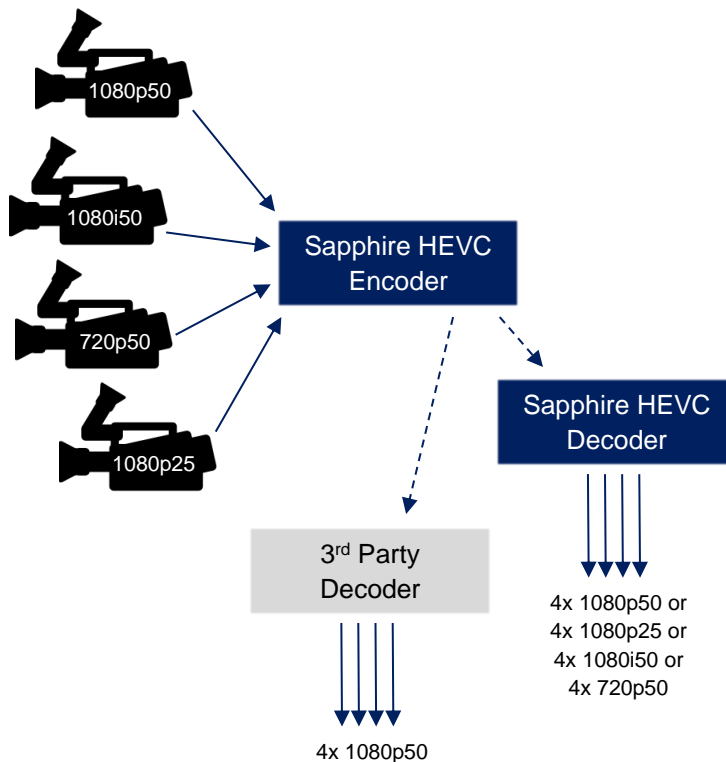 1080p50
1080i50
720p50
1080p25
Sapphire HEVC
Encoder
Sapphire HEVC
Decoder
3rd Party
Decoder
4x 1080p50 or
4x 1080p25 or
4x 1080i50 or
4x 720p50
4x 1080p50